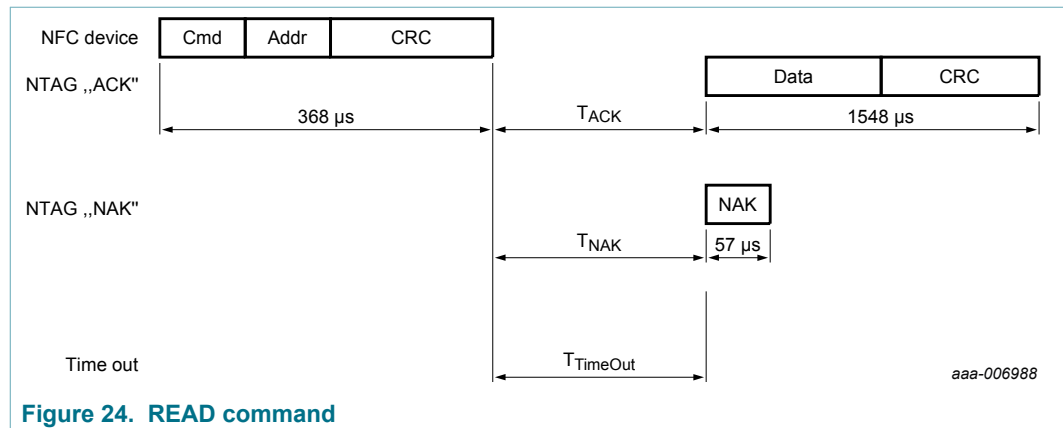 NFC device Cmd Addr CRC
NTAG ,,ACK" Data CRC
368 µs TACK 1548 µs
NTAG ,,NAK" NAK
TNAK 57 µs
Time out TTimeOut
aaa-006988
Figure 24. READ command